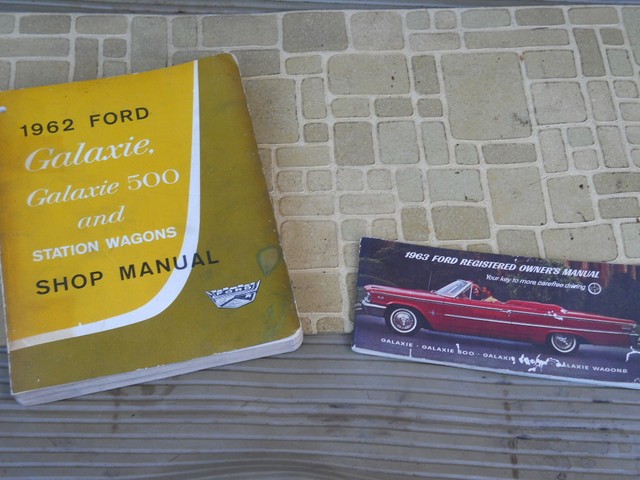 1962 FORD
Galaxie,
Galaxie 500
and
STATION WAGONS
SHOP MANUAL
1963 FORD REGISTERED OWNER'S MANUAL
Your key to more carefree driving
GALAXIE · GALAXIE 500 · GALAXIE GALAXIE WAGONS